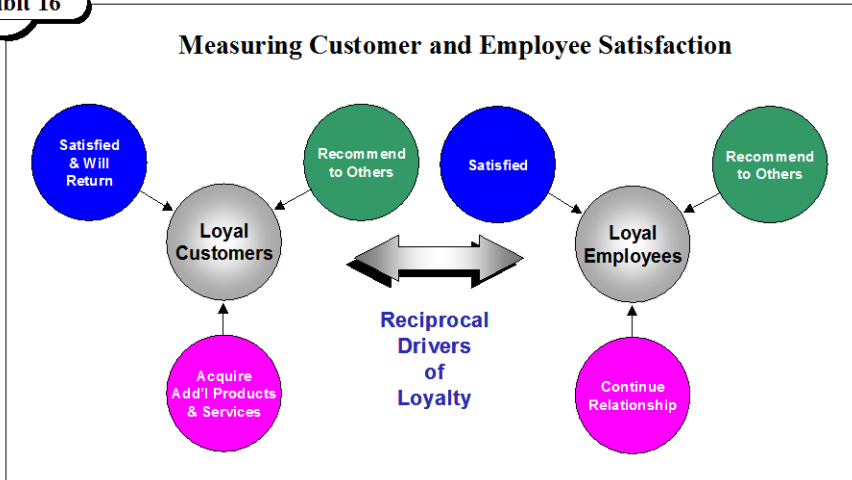 16
Measuring Customer and Employee Satisfaction
Satisfied
& Will
Return
Recommend
to Others
Loyal
Customers
Acquire
Add'l Products
& Services
Reciprocal
Drivers
of
Loyalty
Satisfied
Recommend
to Others
Loyal
Employees
Continue
Relationship